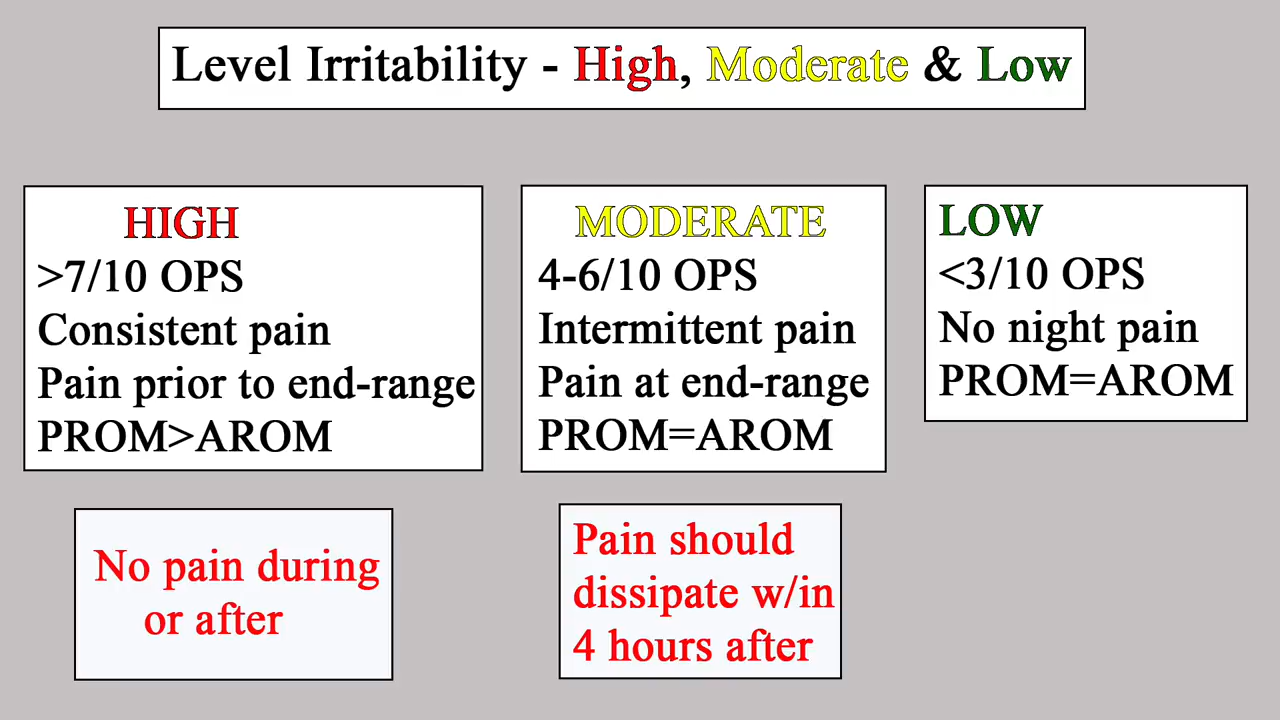 Level Irritability - High, Moderate & Low
HIGH
>7/10 OPS
Consistent pain
Pain prior to end-range
PROM>AROM
MODERATE
4-6/10 OPS
Intermittent pain
Pain at end-range
PROM=AROM
LOW
<3/10 OPS
No night pain
PROM=AROM
No pain during
or after
Pain should
dissipate w/in
4 hours after